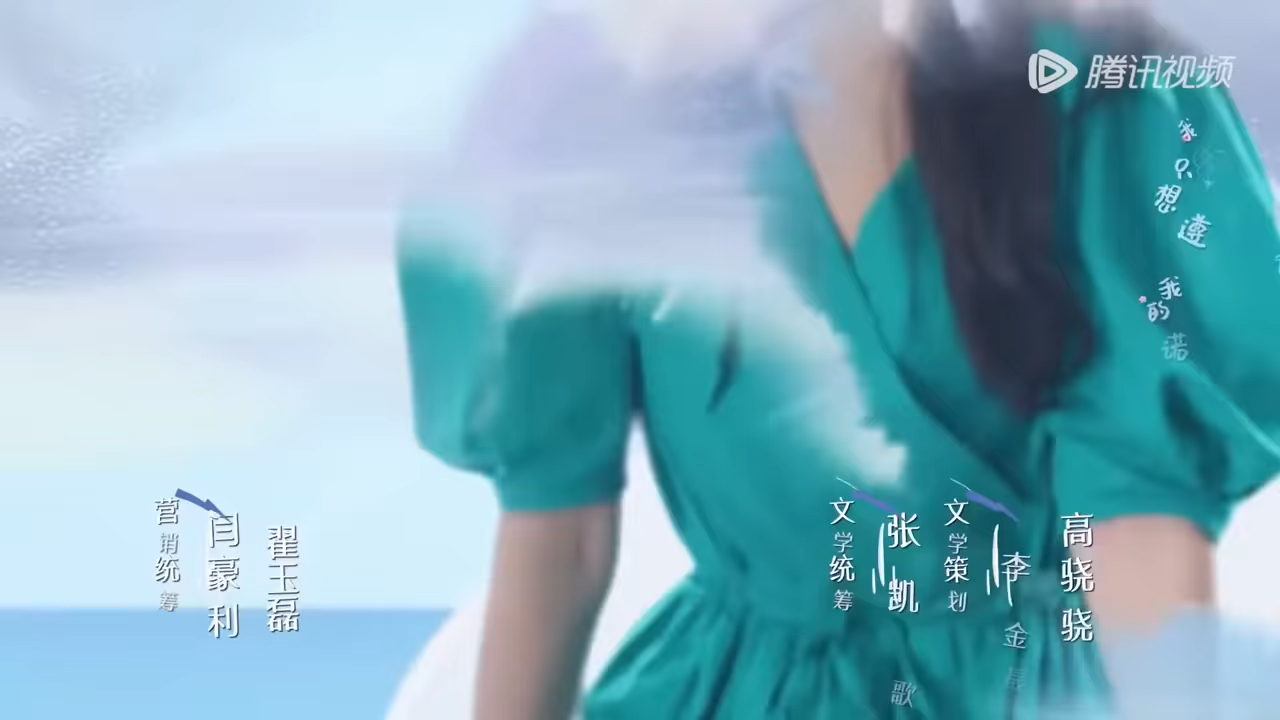 腾讯视频
我只想遵
我的诺
营销统筹
闫豪利
翟玉磊
文学统筹
张凯
文学策划
李金
高骁骁
歌